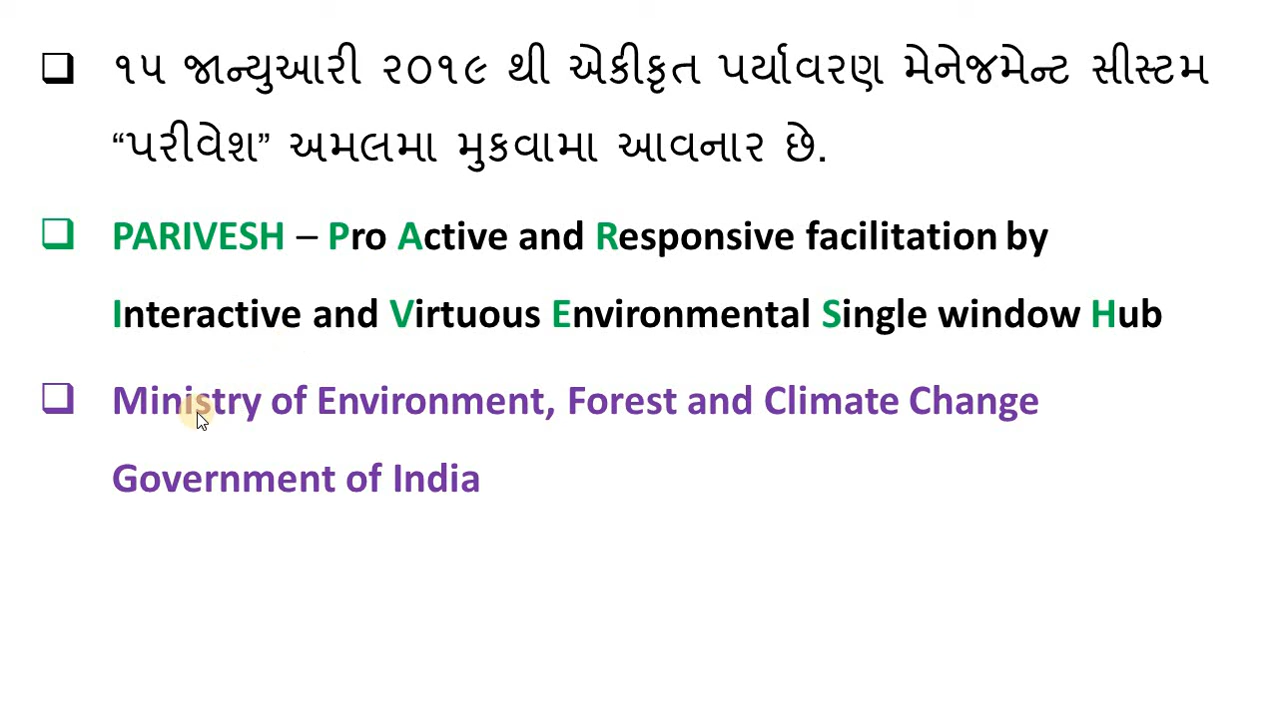 ૧૫ જાન્યુઆરી ૨૦૧૯ થી એકીકૃત પર્યાવરણ મેનેજમેન્ટ સીસ્ટમ
“પરીવેશ” અમલમા મુકવામા આવનાર છે.
PARIVESH – Pro Active and Responsive facilitation by
Interactive and Virtuous Environmental Single window Hub
Ministry of Environment, Forest and Climate Change
Government of India